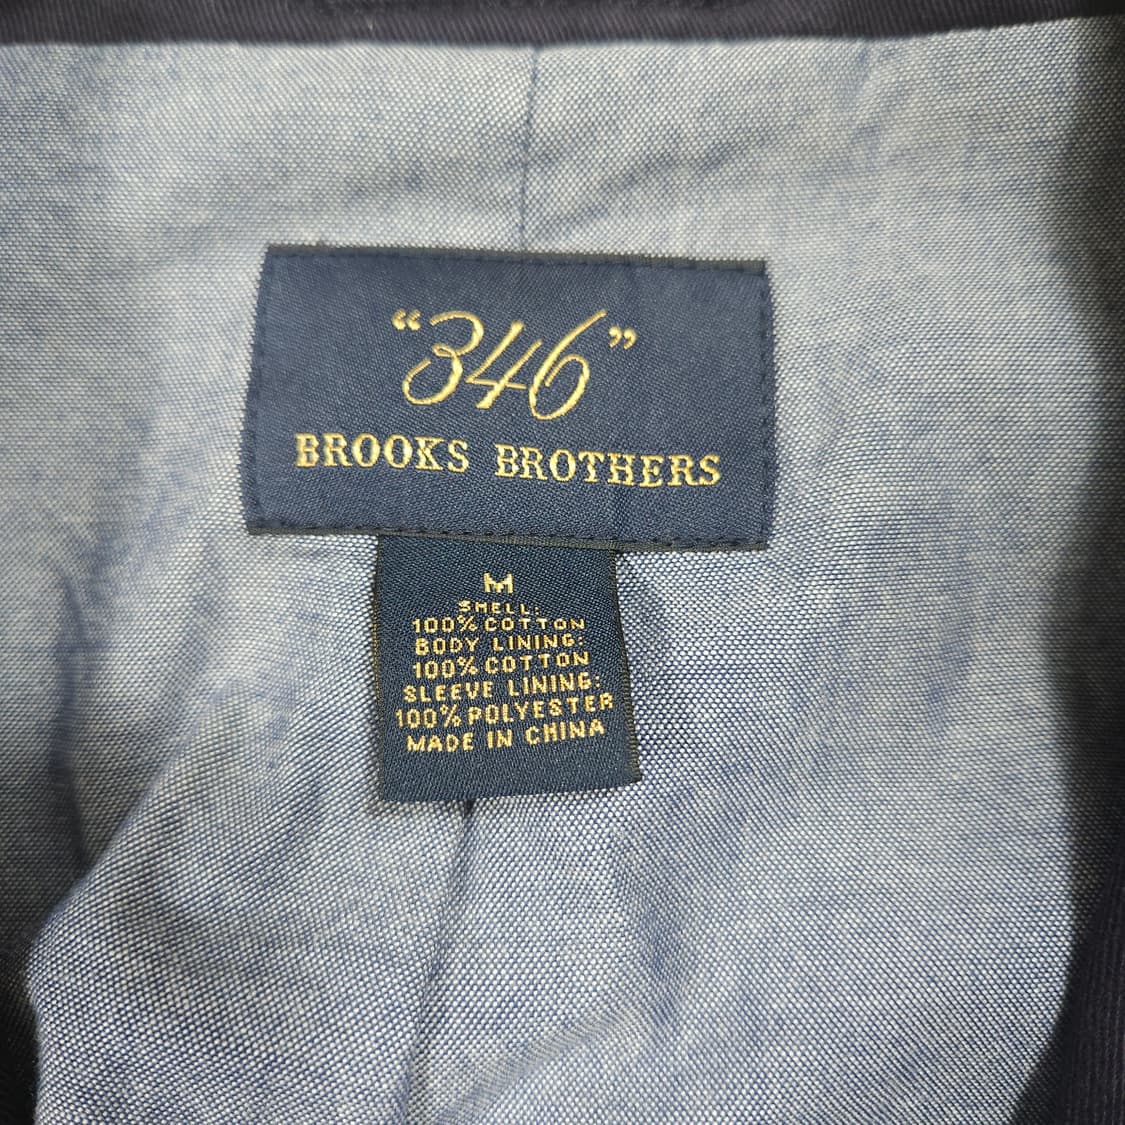 “346”
BROOKS BROTHERS
M
SHELL:
100% COTTON
BODY LINING:
100% COTTON
SLEEVE LINING:
100% POLYESTER
MADE IN CHINA